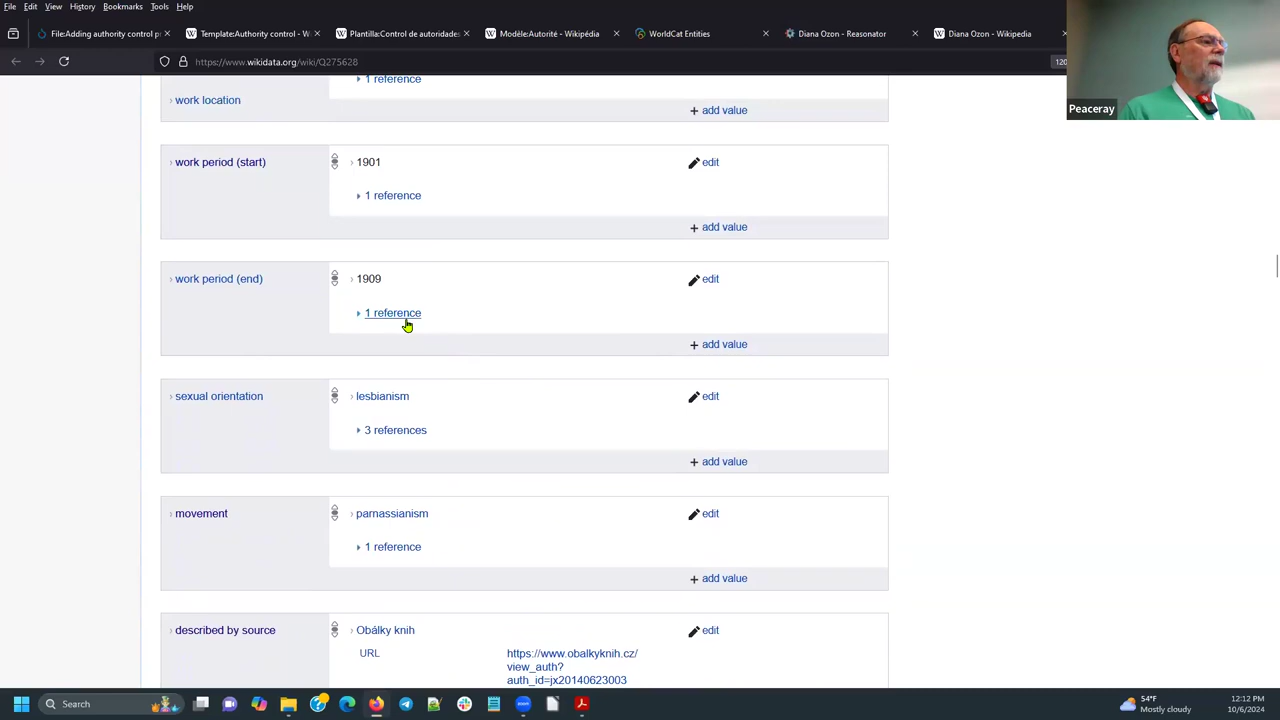 File Edit View History Bookmarks Tools Help
File:Adding authority control p
Template:Authority control - W
Plantilla:Control de autoridades
Modèle:Autorité - Wikipédia
WorldCat Entities
Diana Ozon - Reasonator
Diana Ozon - Wikipedia
https://www.wikidata.org/wiki/Q275628
120
Peaceray
1 reference
work location
+ add value
work period (start)
1901
edit
1 reference
+ add value
work period (end)
1909
edit
1 reference
+ add value
sexual orientation
lesbianism
edit
3 references
+ add value
movement
parnassianism
edit
1 reference
+ add value
described by source
Obálky knih
edit
URL
https://www.obalkyknih.cz/
view_auth?
auth_id=jx20140623003
Search
54°F
Mostly cloudy
12:12 PM
10/6/2024